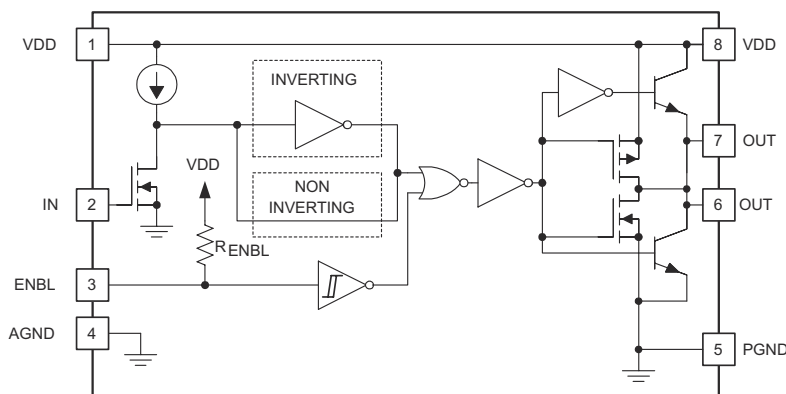 VDD 1 8 VDD
INVERTING
7 OUT
VDD
NON
INVERTING
IN 2 6 OUT
RENBL
ENBL 3
AGND 4
5 PGND